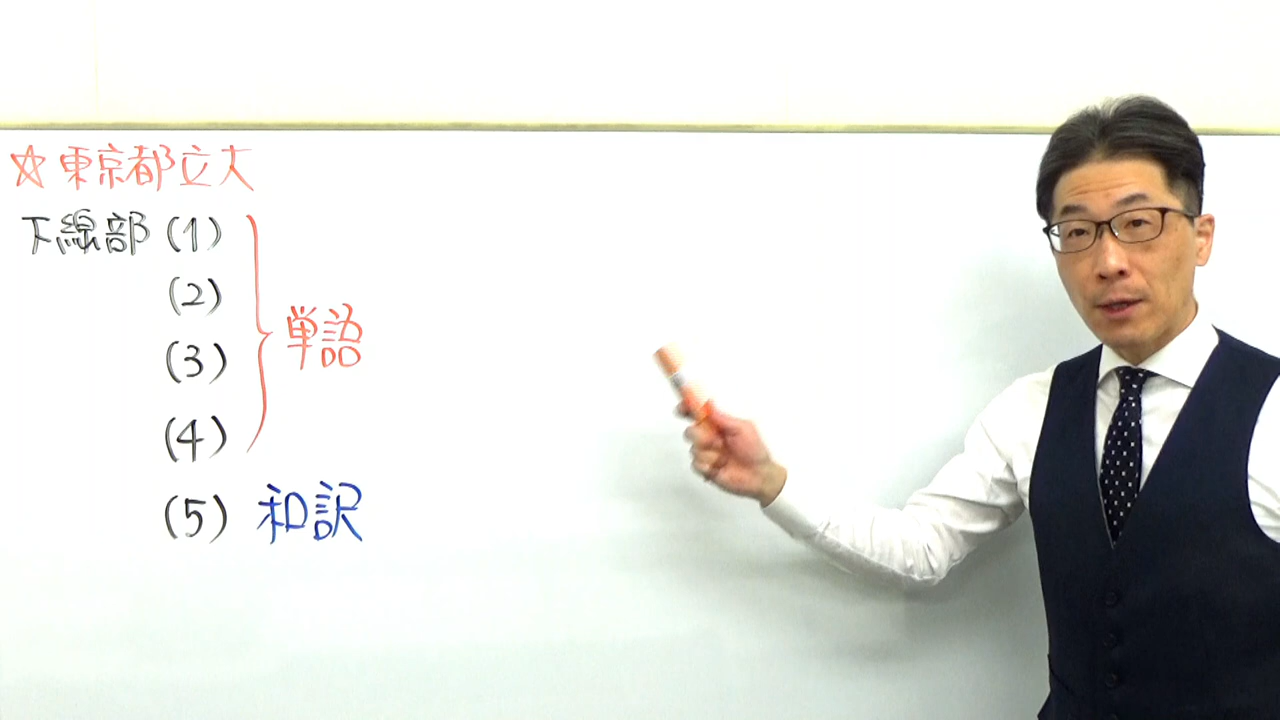 ☆東京都立大
下線部 (1)
(2)
単語
(3)
(4)
(5) 和訳